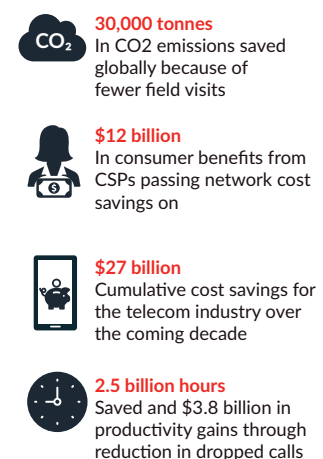 CO₂
30,000 tonnes
In CO2 emissions saved
globally because of
fewer field visits
$12 billion
In consumer benefits from
CSPs passing network cost
savings on
$
$27 billion
Cumulative cost savings for
the telecom industry over
the coming decade
2.5 billion hours
Saved and $3.8 billion in
productivity gains through
reduction in dropped calls